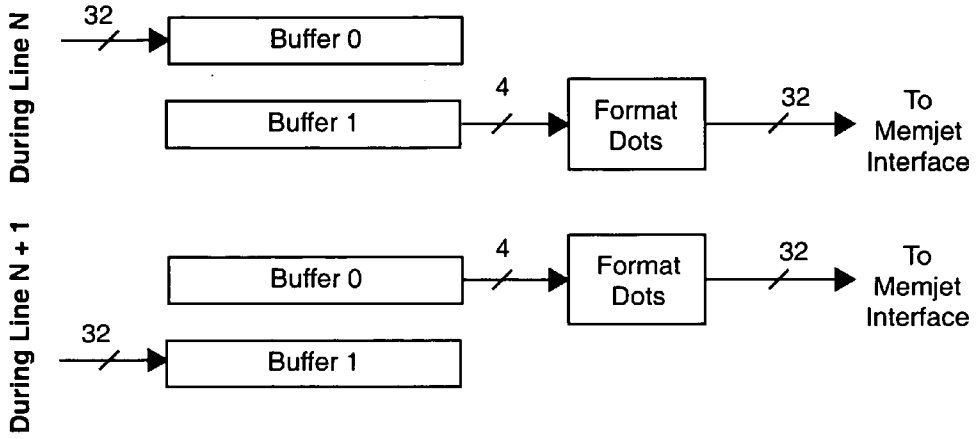 During Line N
32
Buffer 0
Buffer 1
4
Format
Dots
32
To
Memjet
Interface
During Line N + 1
Buffer 0
4
Format
Dots
32
To
Memjet
Interface
32
Buffer 1